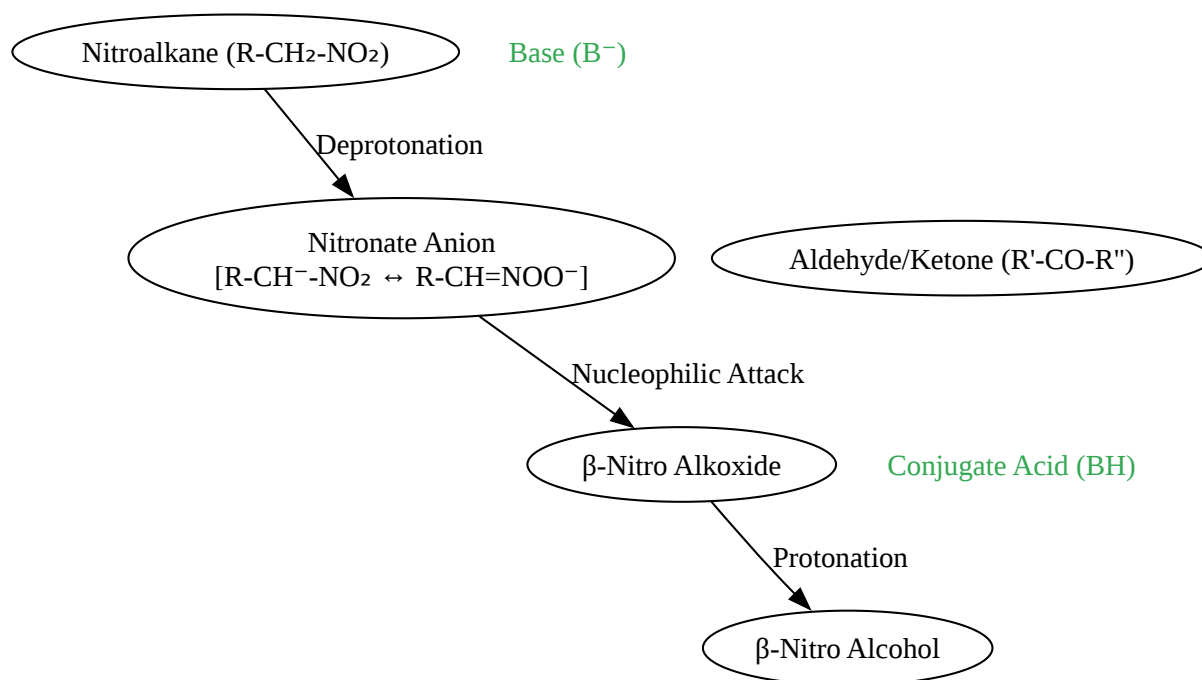 Nitroalkane (R-CH₂-NO₂)
Base (B⁻)
Deprotonation
Nitronate Anion
[R-CH⁻-NO₂ ↔ R-CH=NOO⁻]
Aldehyde/Ketone (R'-CO-R")
Nucleophilic Attack
β-Nitro Alkoxide
Conjugate Acid (BH)
Protonation
β-Nitro Alcohol